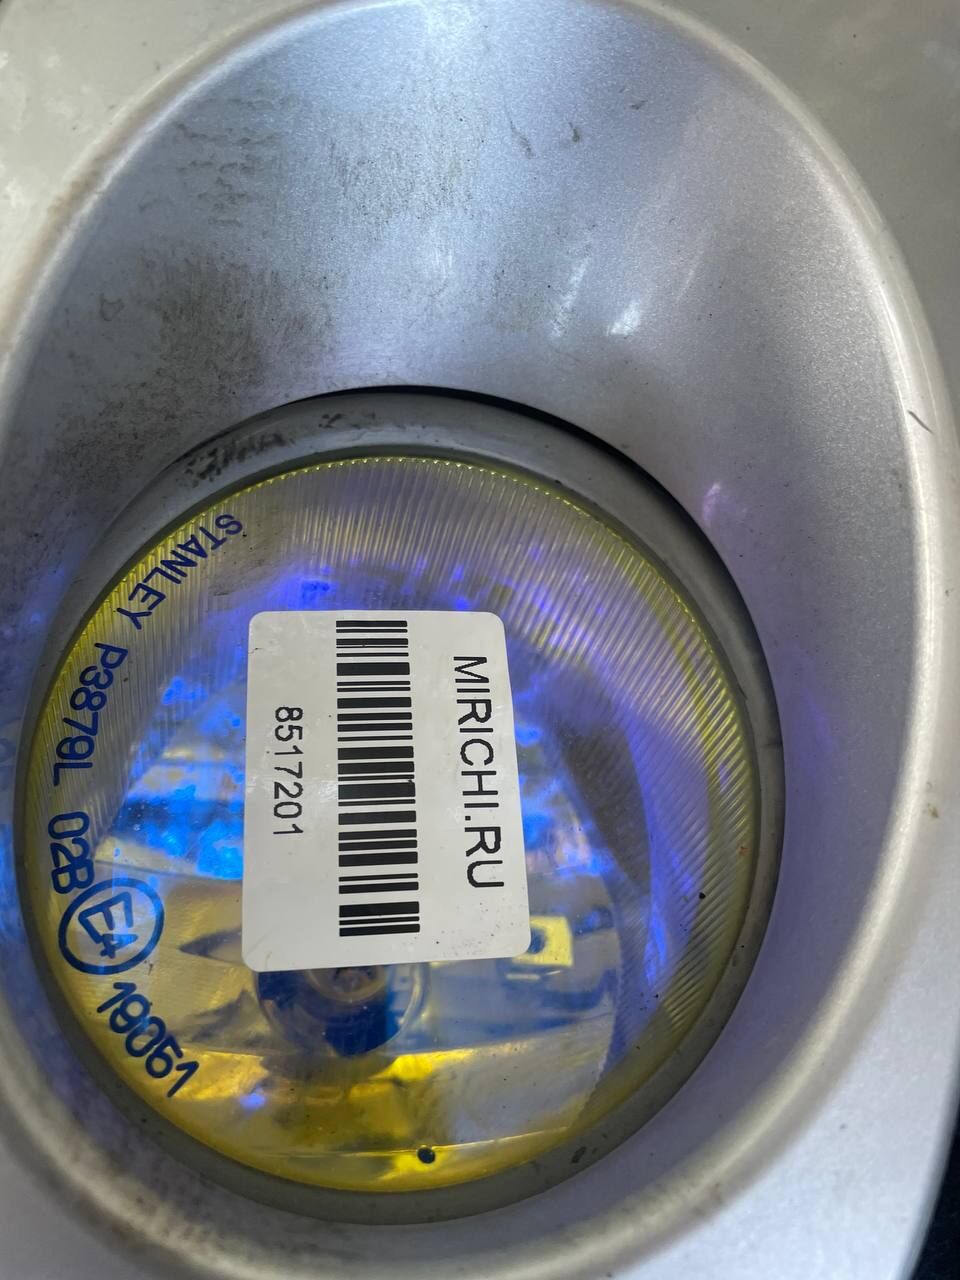 STANLEY P3879L 02B E4 19051
MIRICHI.RU
8517201